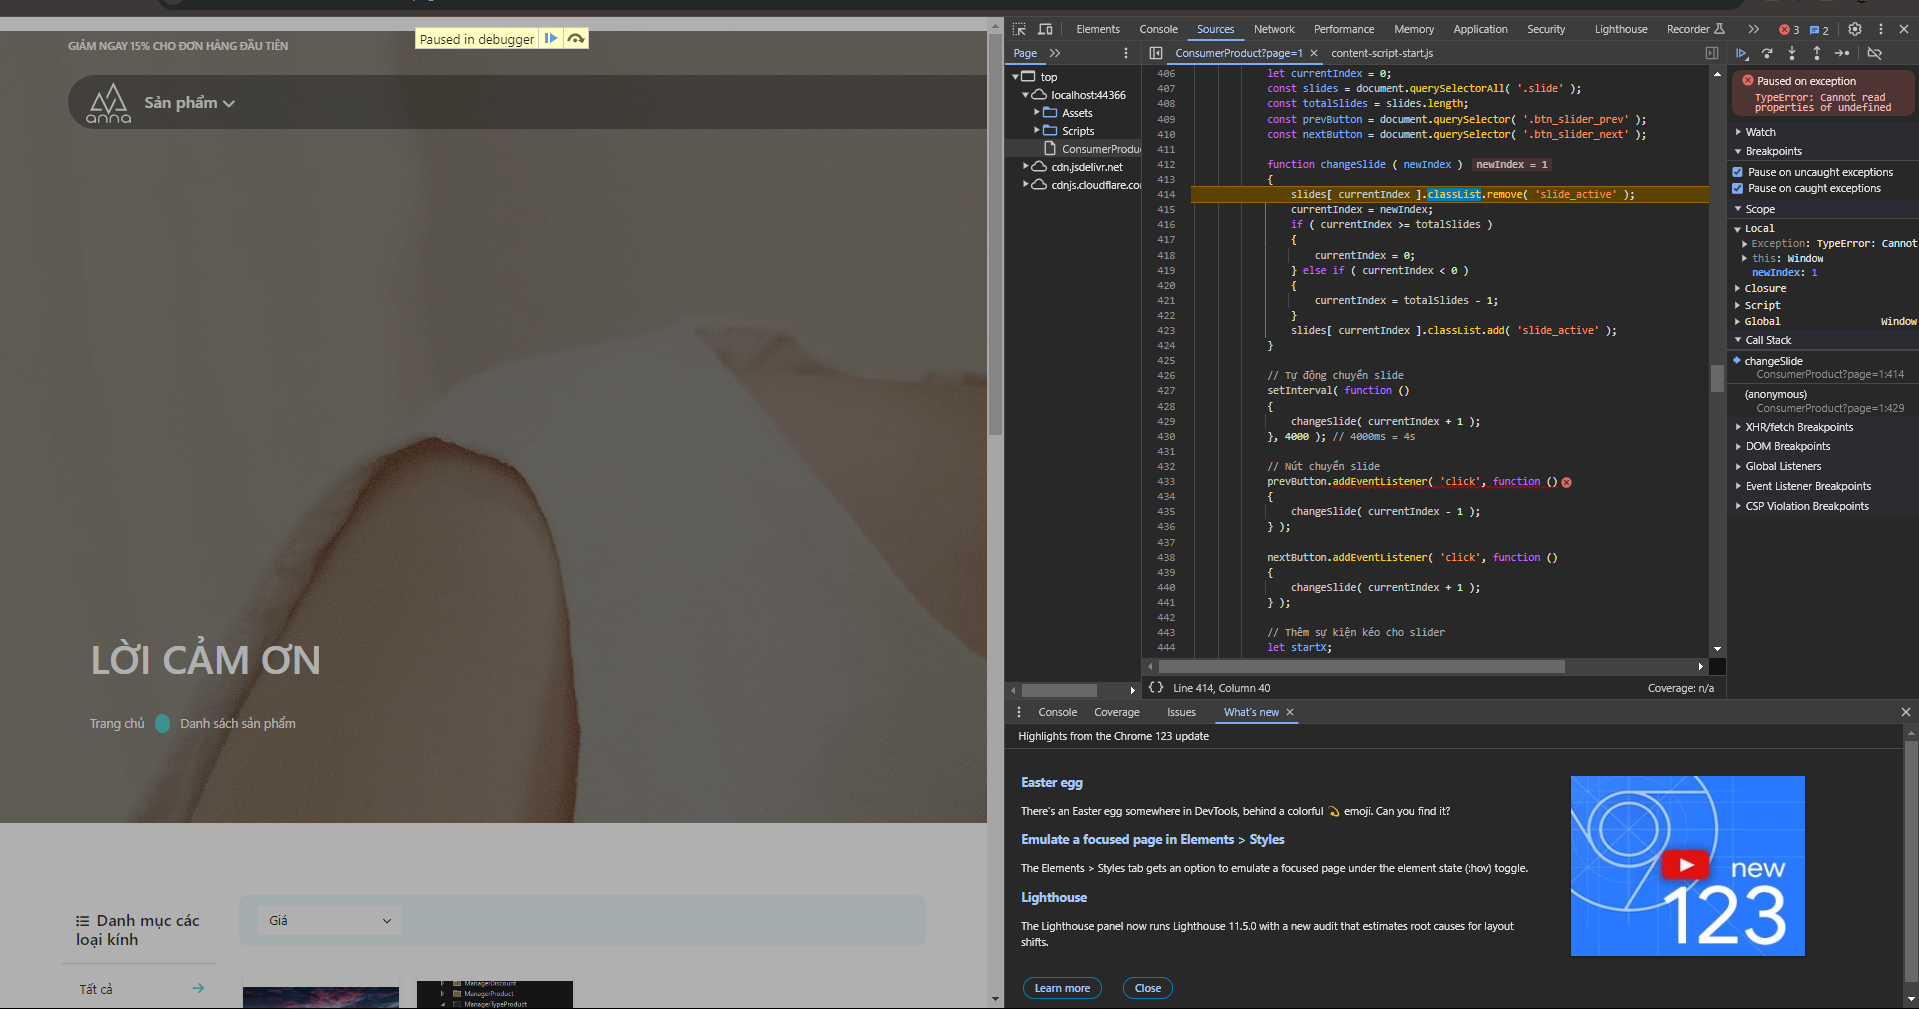 GIẢM NGAY 15% CHO ĐƠN HÀNG ĐẦU TIÊN
Paused in debugger
anna
Sản phẩm
LỜI CẢM ƠN
Trang chủ
Danh sách sản phẩm
Danh mục các
loại kính
Giá
Tất cả
ManagerDiscount
ManagerProduct
ManagerTypeProduct
Elements Console Sources Network Performance Memory Application Security Lighthouse Recorder 3 2
Page
ConsumerProduct?page=1 content-script-start.js
top
localhost:44366
Assets
Scripts
ConsumerProdu
cdn.jsdelivr.net
cdnjs.cloudflare.co
406 let currentIndex = 0;
407 const slides = document.querySelectorAll( '.slide' );
408 const totalSlides = slides.length;
409 const prevButton = document.querySelector( '.btn_slider_prev' );
410 const nextButton = document.querySelector( '.btn_slider_next' );
411
412 function changeSlide ( newIndex ) newIndex = 1
413 {
414 slides[ currentIndex ].classList.remove( 'slide_active' );
415 currentIndex = newIndex;
416 if ( currentIndex >= totalSlides )
417 {
418 currentIndex = 0;
419 } else if ( currentIndex < 0 )
420 {
421 currentIndex = totalSlides - 1;
422 }
423 slides[ currentIndex ].classList.add( 'slide_active' );
424 }
425
426 // Tự động chuyển slide
427 setInterval( function ()
428 {
429 changeSlide( currentIndex + 1 );
430 }, 4000 ); // 4000ms = 4s
431
432 // Nút chuyển slide
433 prevButton.addEventListener( 'click', function ()
434 {
435 changeSlide( currentIndex - 1 );
436 } );
437
438 nextButton.addEventListener( 'click', function ()
439 {
440 changeSlide( currentIndex + 1 );
441 } );
442
443 // Thêm sự kiện kéo cho slider
444 let startX;
{} Line 414, Column 40 Coverage: n/a
Paused on exception
TypeError: Cannot read
properties of undefined
Watch
Breakpoints
Pause on uncaught exceptions
Pause on caught exceptions
Scope
Local
Exception: TypeError: Cannot
this: Window
newIndex: 1
Closure
Script
Global Window
Call Stack
changeSlide
ConsumerProduct?page=1:414
(anonymous)
ConsumerProduct?page=1:429
XHR/fetch Breakpoints
DOM Breakpoints
Global Listeners
Event Listener Breakpoints
CSP Violation Breakpoints
Console Coverage Issues What's new
Highlights from the Chrome 123 update
Easter egg
There's an Easter egg somewhere in DevTools, behind a colorful 💫 emoji. Can you find it?
Emulate a focused page in Elements > Styles
The Elements > Styles tab gets an option to emulate a focused page under the element state (:hov) toggle.
Lighthouse
The Lighthouse panel now runs Lighthouse 11.5.0 with a new audit that estimates root causes for layout
shifts.
Learn more Close
new
123